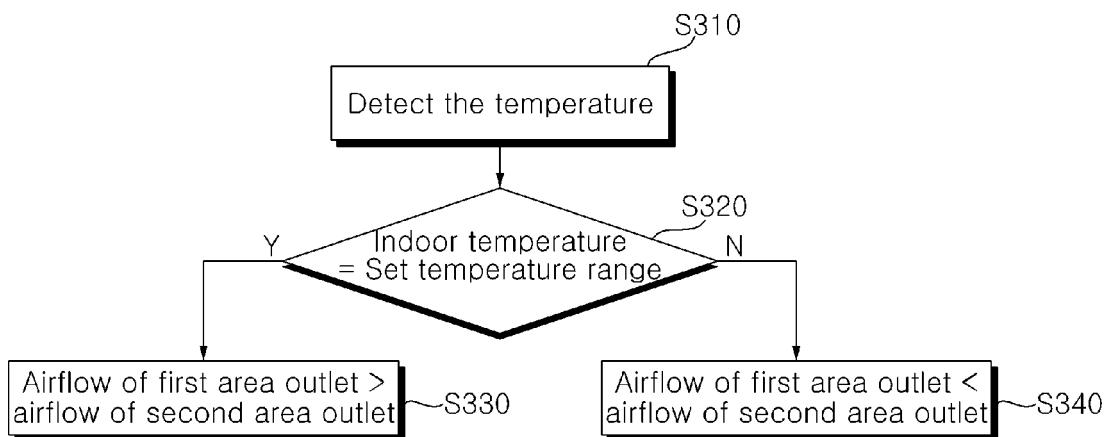 S310
Detect the temperature
S320
Y
Indoor temperature
= Set temperature range
N
Airflow of first area outlet >
airflow of second area outlet
S330
Airflow of first area outlet <
airflow of second area outlet
S340